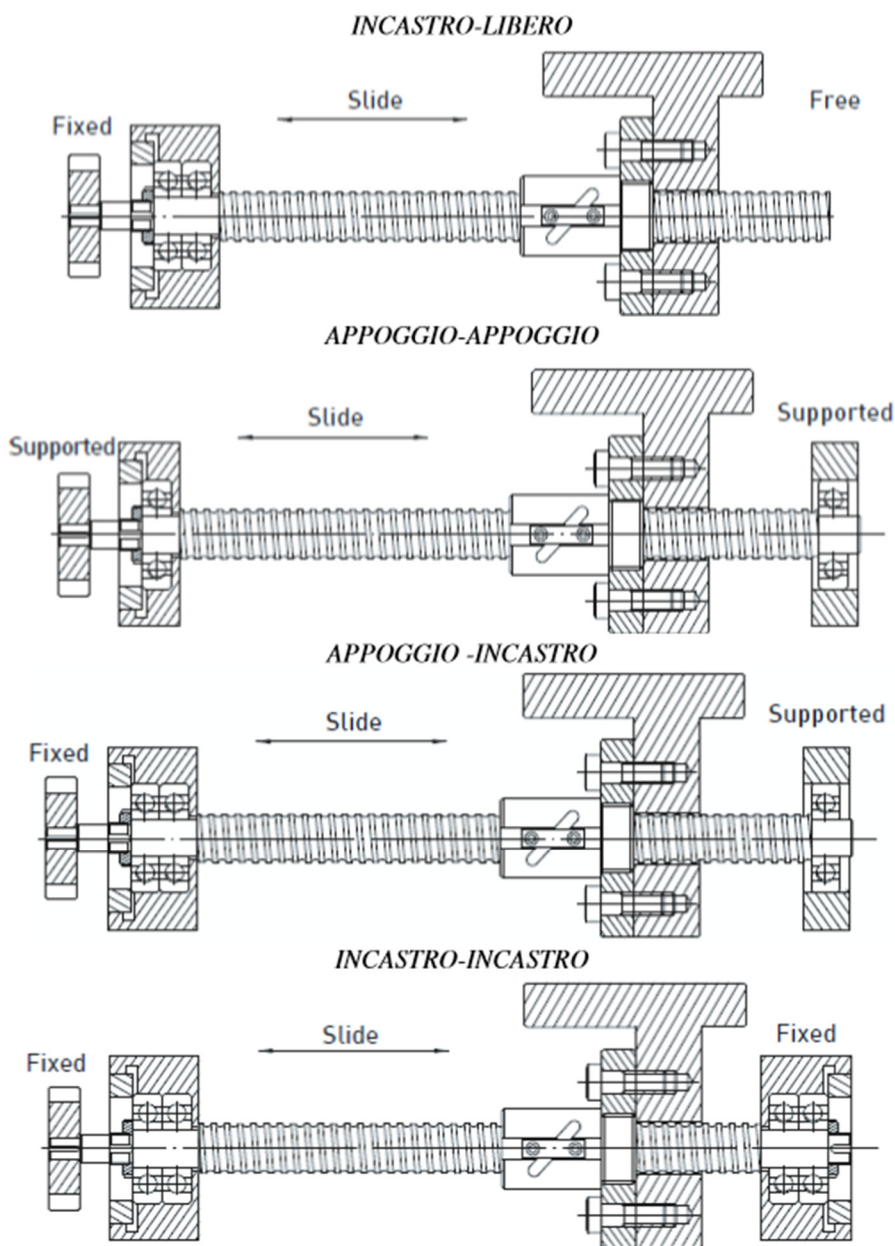 INCASTRO-LIBERO
Slide
Free
Fixed
APPOGGIO-APPOGGIO
Slide
Supported
Supported
APPOGGIO -INCASTRO
Slide
Supported
Fixed
INCASTRO-INCASTRO
Slide
Fixed
Fixed